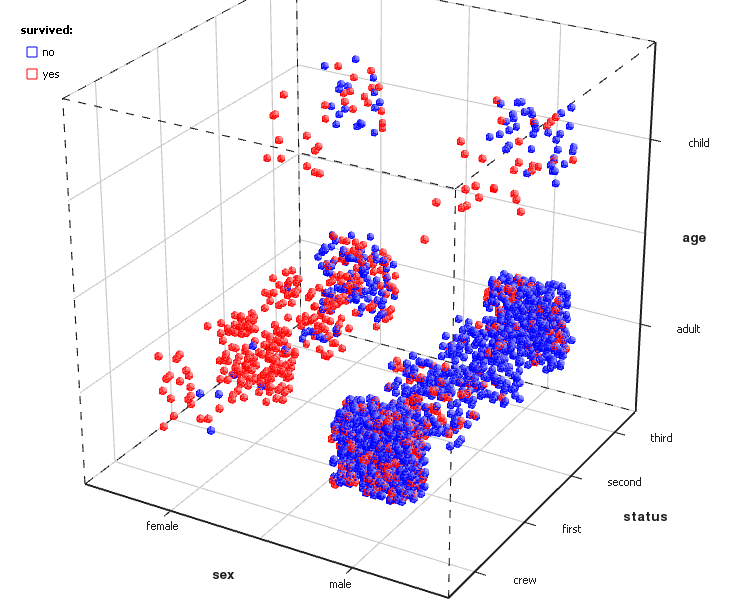 survived:
no
yes
child
age
adult
third
second
status
first
crew
female
male
sex